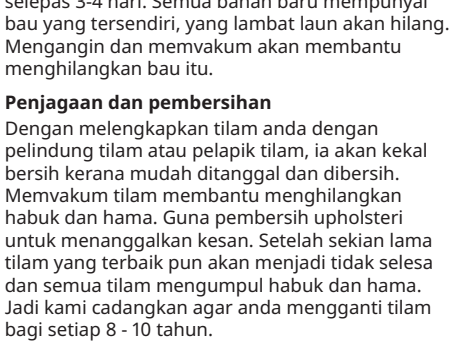 selepas 3-4 hari. Semua bahan baru mempunyai
bau yang tersendiri, yang lambat laun akan hilang.
Mengangin dan memvakum akan membantu
menghilangkan bau itu.
Penjagaan dan pembersihan
Dengan melengkapkan tilam anda dengan
pelindung tilam atau pelapik tilam, ia akan kekal
bersih kerana mudah ditanggal dan dibersih.
Memvakum tilam membantu menghilangkan
habuk dan hama. Guna pembersih upholsteri
untuk menanggalkan kesan. Setelah sekian lama
tilam yang terbaik pun akan menjadi tidak selesa
dan semua tilam mengumpul habuk dan hama.
Jadi kami cadangkan agar anda mengganti tilam
bagi setiap 8 - 10 tahun.